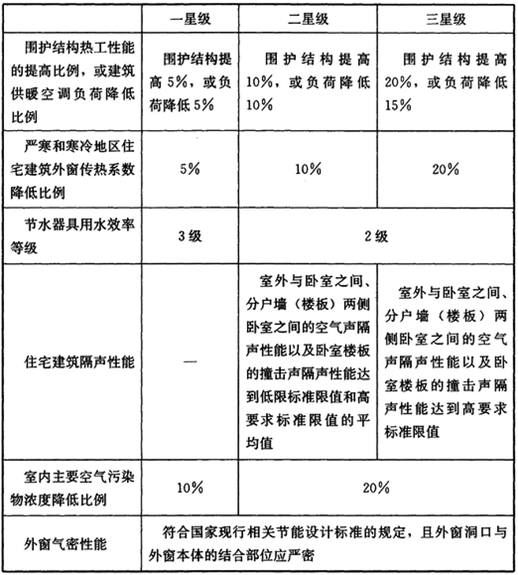 一星级 二星级 三星级
围护结构热工性能
的提高比例，或建筑
供暖空调负荷降低
比例
围护结构提
高 5%，或负
荷降低 5%
围护结构提高
10%，或负荷降低
10%
围护结构提高
20%，或负荷降低
15%
严寒和寒冷地区住
宅建筑外窗传热系数
降低比例
5% 10% 20%
节水器具用水效率
等级
3 级 2 级
住宅建筑隔声性能
—
室外与卧室之间、
分户墙（楼板）两侧
卧室之间的空气声隔
声性能以及卧室楼板
的撞击声隔声性能达
到低限标准限值和高
要求标准限值的平
均值
室外与卧室之间、
分户墙（楼板）两
侧卧室之间的空气
声隔声性能以及卧
室楼板的撞击声隔
声性能达到高要求
标准限值
室内主要空气污染
物浓度降低比例
10% 20%
外窗气密性能
符合国家现行相关节能设计标准的规定，且外窗洞口与
外窗本体的结合部位应严密